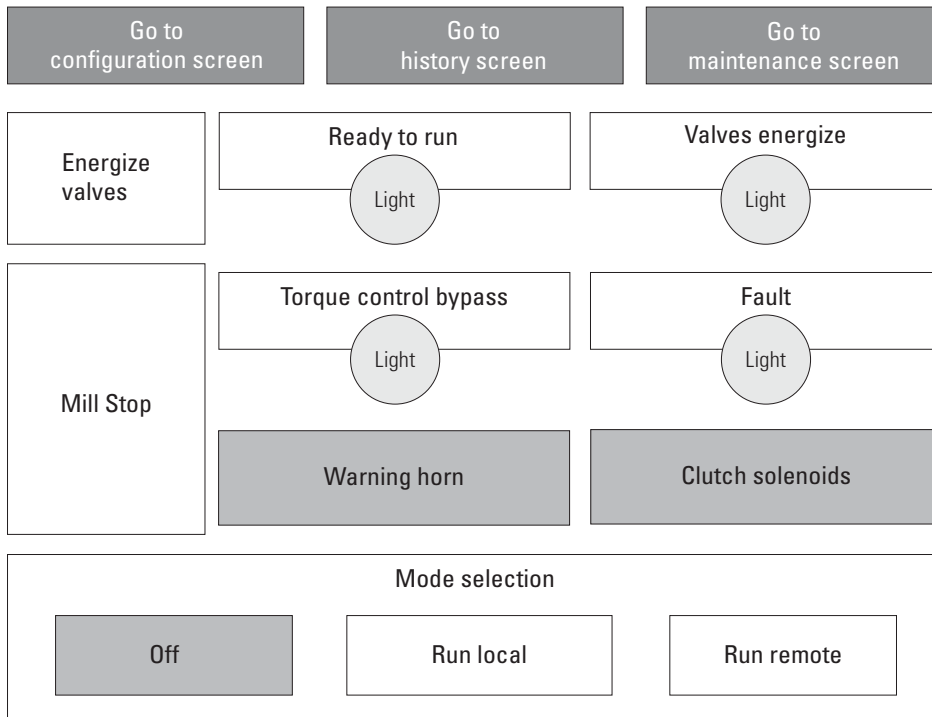 Go to
configuration screen
Go to
history screen
Go to
maintenance screen
Energize
valves
Ready to run
Light
Valves energize
Light
Mill Stop
Torque control bypass
Light
Fault
Light
Warning horn
Clutch solenoids
Mode selection
Off
Run local
Run remote